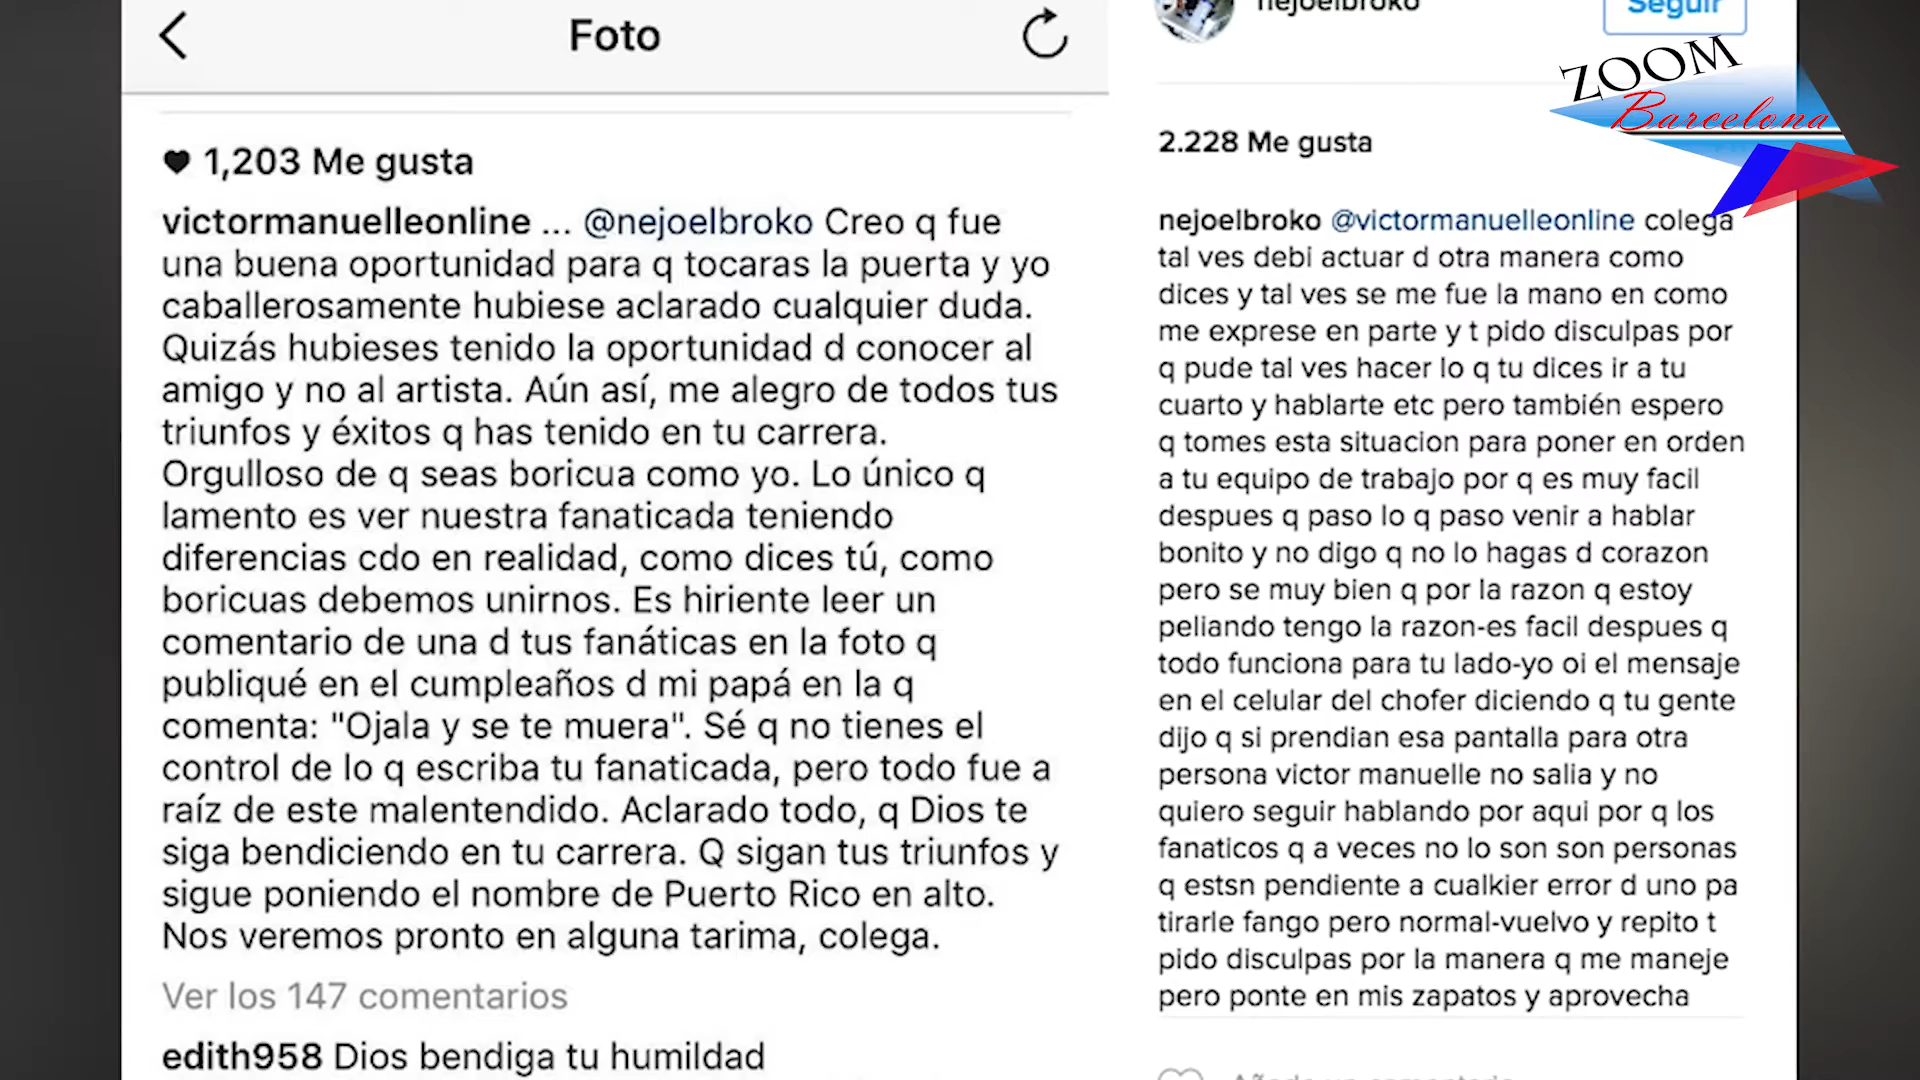 Foto
1,203 Me gusta
victormanuelleonline ... @nejoelbroko Creo q fue
una buena oportunidad para q tocaras la puerta y yo
caballerosamente hubiese aclarado cualquier duda.
Quizás hubieses tenido la oportunidad d conocer al
amigo y no al artista. Aún así, me alegro de todos tus
triunfos y éxitos q has tenido en tu carrera.
Orgulloso de q seas boricua como yo. Lo único q
lamento es ver nuestra fanaticada teniendo
diferencias cdo en realidad, como dices tú, como
boricuas debemos unirnos. Es hiriente leer un
comentario de una d tus fanáticas en la foto q
publiqué en el cumpleaños d mi papá en la q
comenta: "Ojala y se te muera". Sé q no tienes el
control de lo q escriba tu fanaticada, pero todo fue a
raíz de este malentendido. Aclarado todo, q Dios te
siga bendiciendo en tu carrera. Q sigan tus triunfos y
sigue poniendo el nombre de Puerto Rico en alto.
Nos veremos pronto en alguna tarima, colega.
Ver los 147 comentarios
edith958 Dios bendiga tu humildad
nejoelbroko
Seguir
ZOOM
Barcelona
2.228 Me gusta
nejoelbroko @victormanuelleonline colega
tal ves debi actuar d otra manera como
dices y tal ves se me fue la mano en como
me exprese en parte y t pido disculpas por
q pude tal ves hacer lo q tu dices ir a tu
cuarto y hablarte etc pero también espero
q tomes esta situacion para poner en orden
a tu equipo de trabajo por q es muy facil
despues q paso lo q paso venir a hablar
bonito y no digo q no lo hagas d corazon
pero se muy bien q por la razon q estoy
peliando tengo la razon-es facil despues q
todo funciona para tu lado-yo oi el mensaje
en el celular del chofer diciendo q tu gente
dijo q si prendian esa pantalla para otra
persona victor manuelle no salia y no
quiero seguir hablando por aqui por q los
fanaticos q a veces no lo son son personas
q estsn pendiente a cualkier error d uno pa
tirarle fango pero normal-vuelvo y repito t
pido disculpas por la manera q me maneje
pero ponte en mis zapatos y aprovecha
Añade un comentario